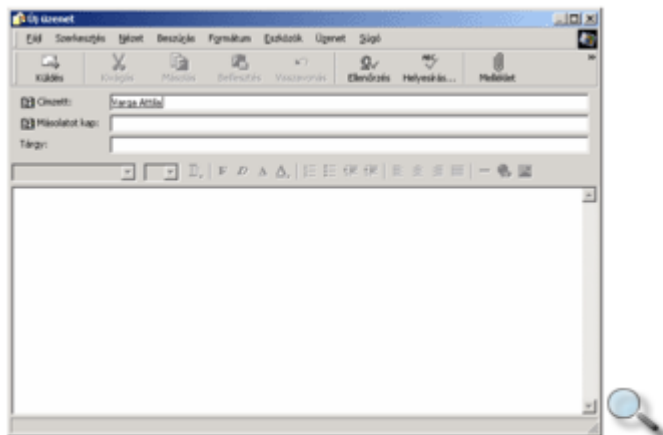 Új üzenet
Fájl Szerkesztés Nézet Beszúrás Formátum Eszközök Üzenet Súgó
Küldés Kivágás Másolás Beillesztés Visszavonás Ellenőrzés Helyesírás... Melléklet
Címzett: Varga Attila
Másolatot kap:
Tárgy:
F D A